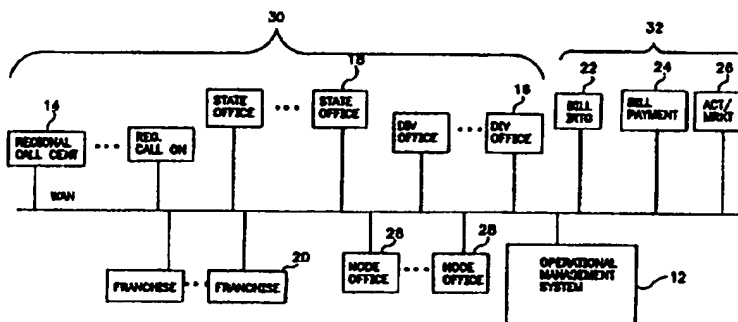 30
32
18
22
24
26
14
STATE
OFFICE
STATE
OFFICE
16
BILL
INTG
BILL
PAYMENT
ACT/
MRKT
REGIONAL
CALL CENT
REG.
CALL CN
DIV
OFFICE
DIV
OFFICE
WAN
28
28
20
FRANCHISE
FRANCHISE
NODE
OFFICE
NODE
OFFICE
OPERATIONAL
MANAGEMENT
SYSTEM
12